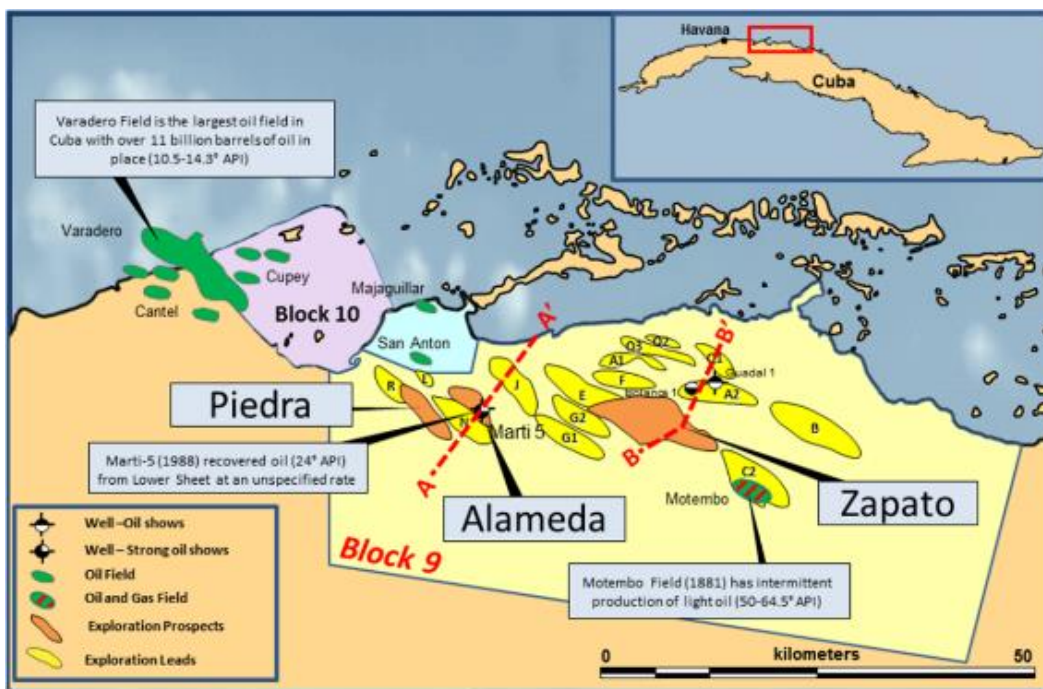 Havana
Cuba
Varadero Field is the largest oil field in
Cuba with over 11 billion barrels of oil in
place (10.5-14.3° API)
Varadero
Cupey
Cantel
Block 10
Majaguillar
San Anton
A'
B'
O3
O2
A1
C1
Guadal 1
R
L
J
F
A2
E
B
Piedra
N
G2
G1
Marti 5
Marti-5 (1988) recovered oil (24° API)
from Lower Sheet at an unspecified rate
A
B
C2
Motembo
Alameda
Zapato
Block 9
Motembo Field (1881) has intermittent
production of light oil (50-64.5° API)
Well –Oil shows
Well – Strong oil shows
Oil Field
Oil and Gas Field
Exploration Prospects
Exploration Leads
0 kilometers 50